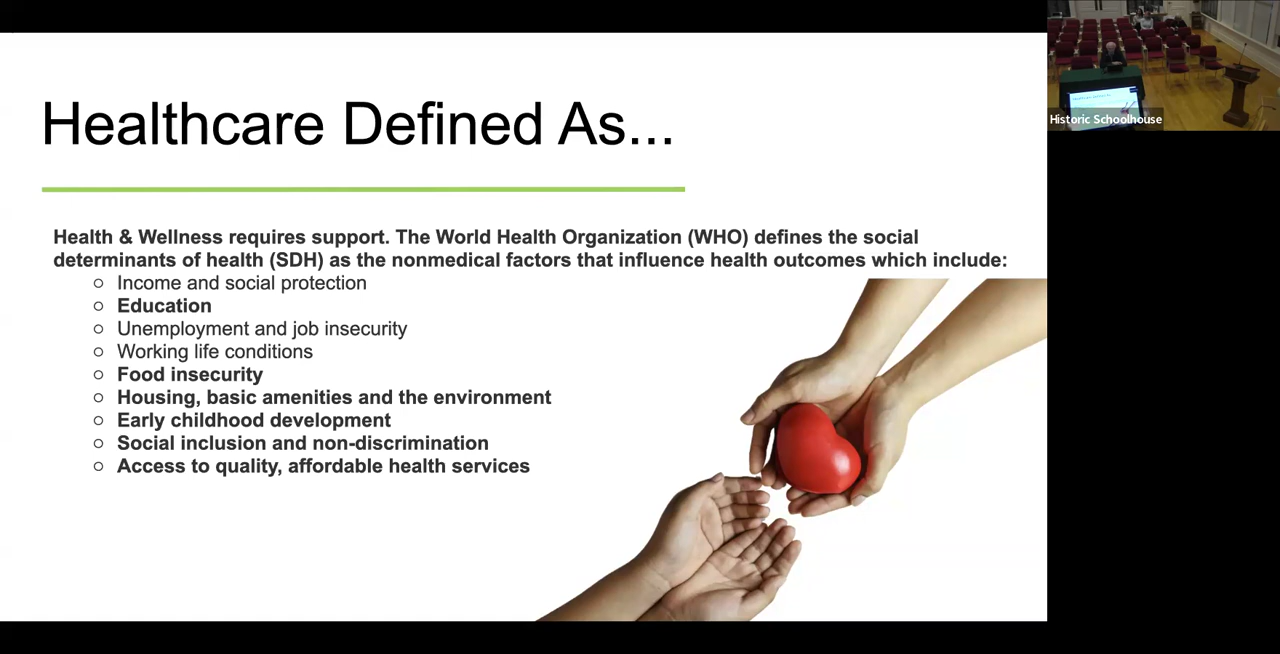 Healthcare Defined As...
Health & Wellness requires support. The World Health Organization (WHO) defines the social
determinants of health (SDH) as the nonmedical factors that influence health outcomes which include:
Income and social protection
Education
Unemployment and job insecurity
Working life conditions
Food insecurity
Housing, basic amenities and the environment
Early childhood development
Social inclusion and non-discrimination
Access to quality, affordable health services
Historic Schoolhouse